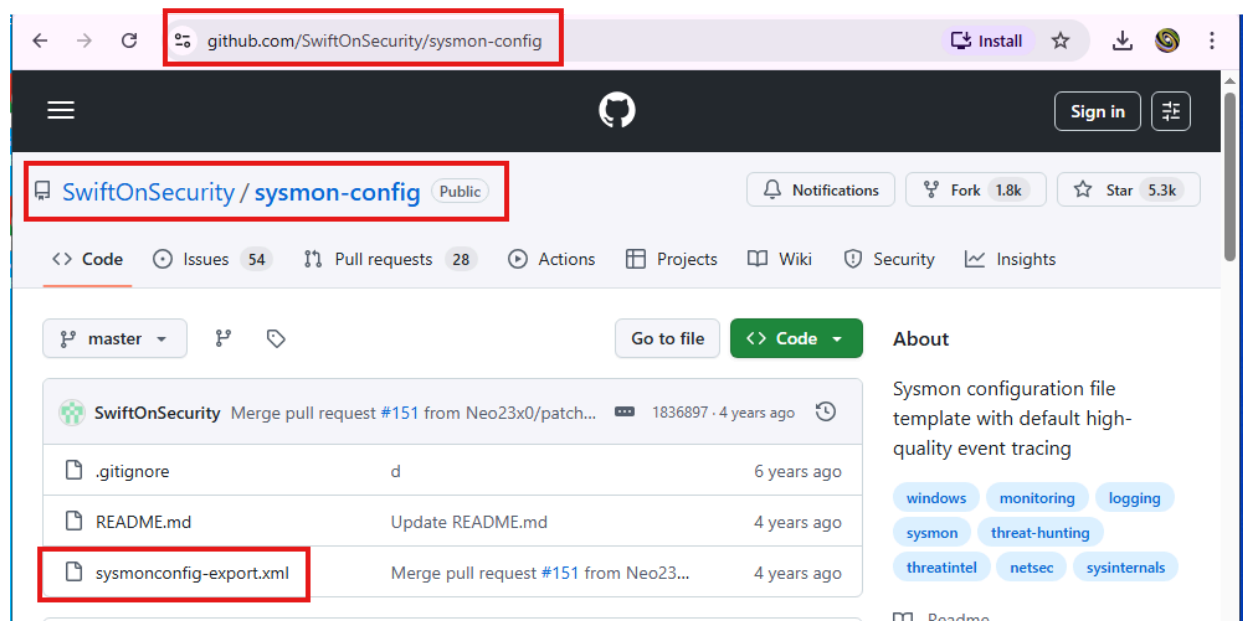 github.com/SwiftOnSecurity/sysmon-config
Install
Sign in
SwiftOnSecurity / sysmon-config Public
Notifications
Fork 1.8k
Star 5.3k
Code
Issues 54
Pull requests 28
Actions
Projects
Wiki
Security
Insights
master
Go to file
Code
SwiftOnSecurity Merge pull request #151 from Neo23x0/patch... 1836897 · 4 years ago
.gitignore d 6 years ago
README.md Update README.md 4 years ago
sysmonconfig-export.xml Merge pull request #151 from Neo23... 4 years ago
About
Sysmon configuration file
template with default high-
quality event tracing
windows monitoring logging
sysmon threat-hunting
threatintel netsec sysinternals
Readme